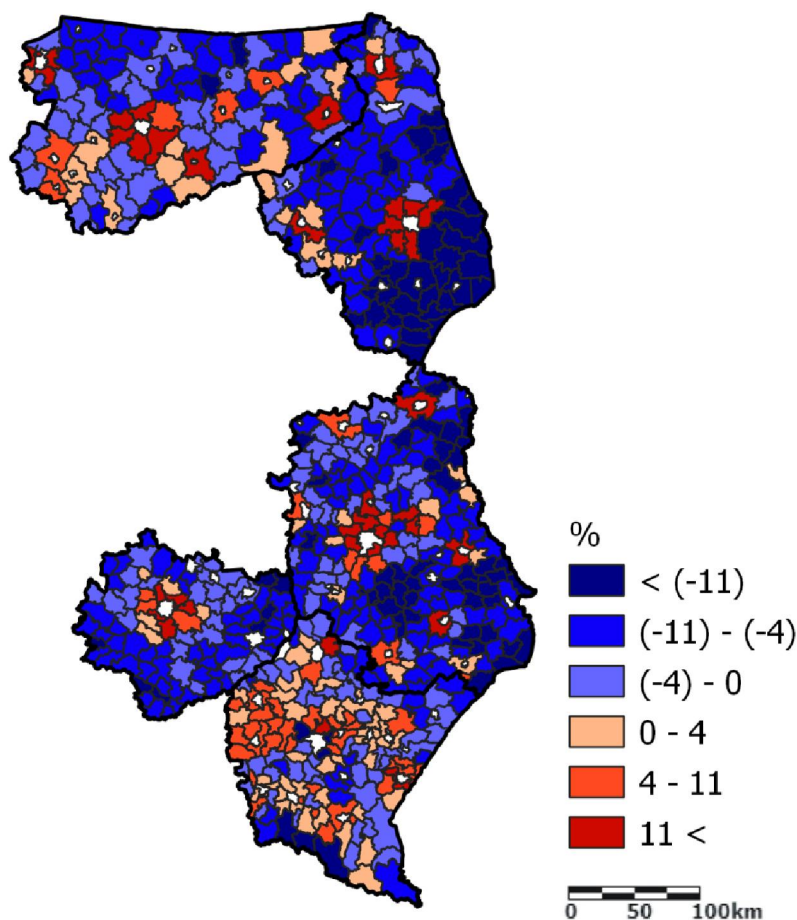 %
< (-11)
(-11) - (-4)
(-4) - 0
0 - 4
4 - 11
11 <
0 50 100km